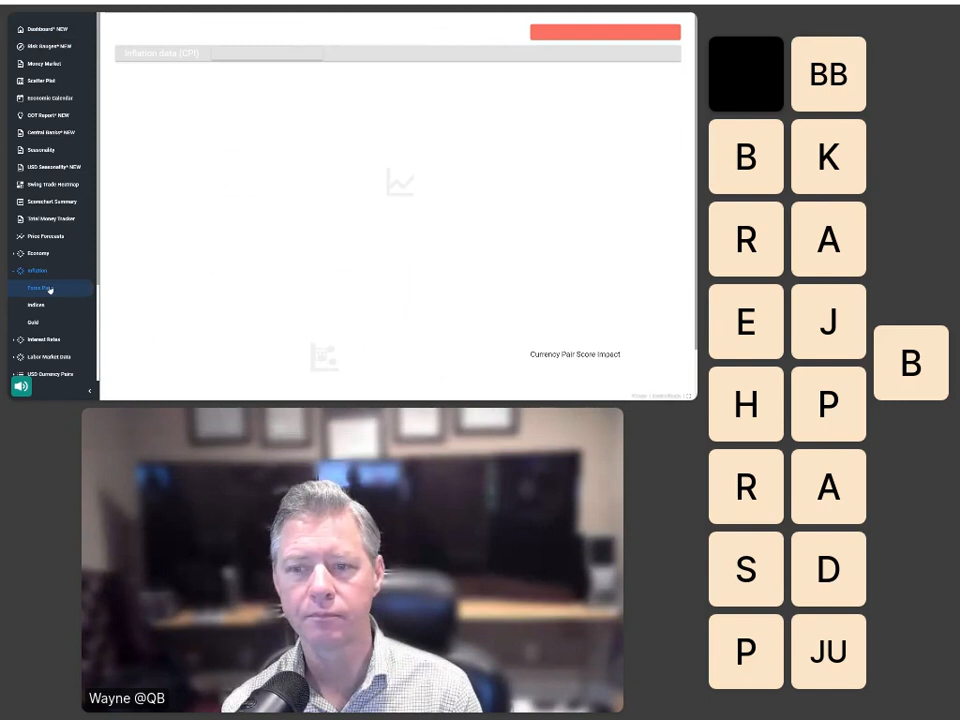 Dashboard* NEW
Risk Gauges* NEW
Money Market
Scatter Plot
Economic Calendar
COT Report* NEW
Central Banks* NEW
Seasonality
USD Seasonality* NEW
Swing Trade Heatmap
Scorechart Summary
Total Money Tracker
Price Forecasts
Economy
Inflation
Forex Pairs
Indices
Gold
Interest Rates
Labor Market Data
USD Currency Pairs
Inflation data (CPI)
Currency Pair Score Impact
Wayne @QB
BB
B K
R A
E J
B
H P
R A
S D
P JU